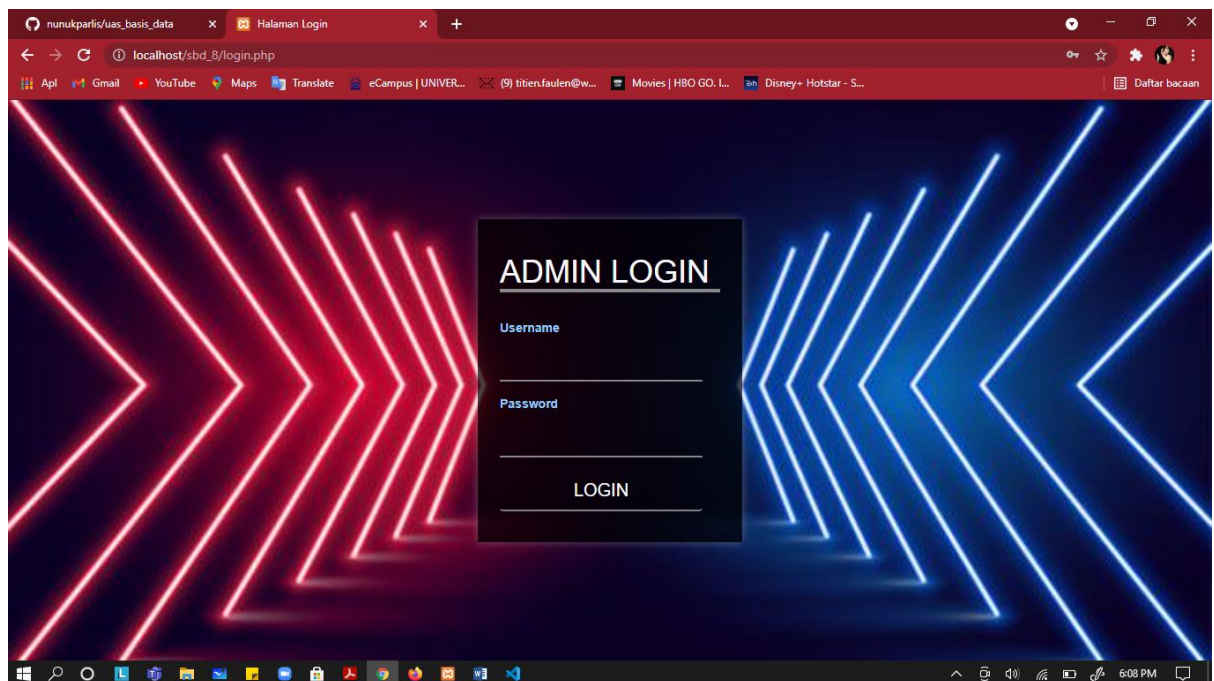 nunukparlis/uas_basis_data Halaman Login
localhost/sbd_8/login.php
Apl Gmail YouTube Maps Translate eCampus | UNIVER... (9) titien.faulen@w... Movies | HBO GO. I... Disney+ Hotstar - S... Daftar bacaan
ADMIN LOGIN
Username
Password
LOGIN
6:08 PM